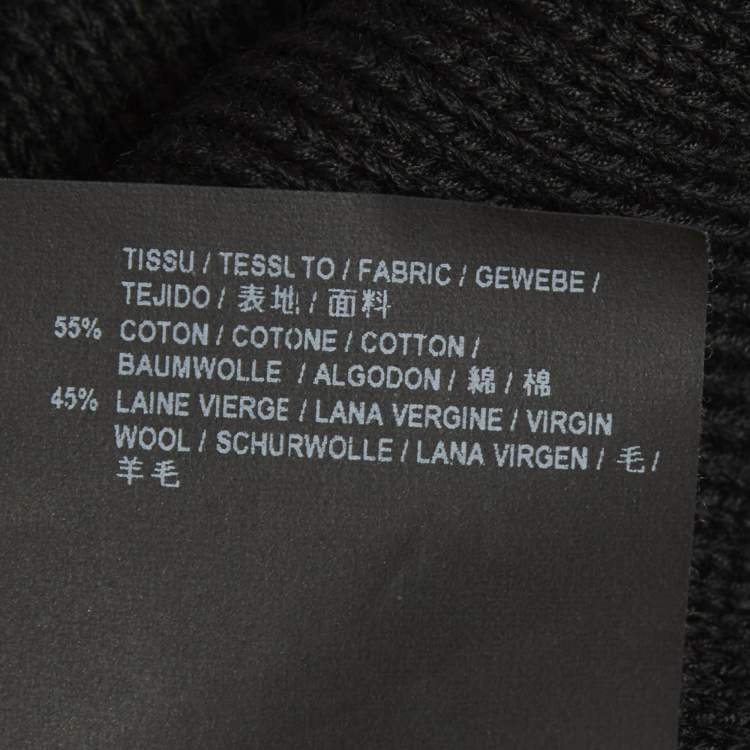 TISSU / TESSUTO / FABRIC / GEWEBE /
TEJIDO / 表地 / 面料
55% COTON / COTONE / COTTON /
BAUMWOLLE / ALGODON / 綿 / 棉
45% LAINE VIERGE / LANA VERGINE / VIRGIN
WOOL / SCHURWOLLE / LANA VIRGEN / 毛 /
羊毛